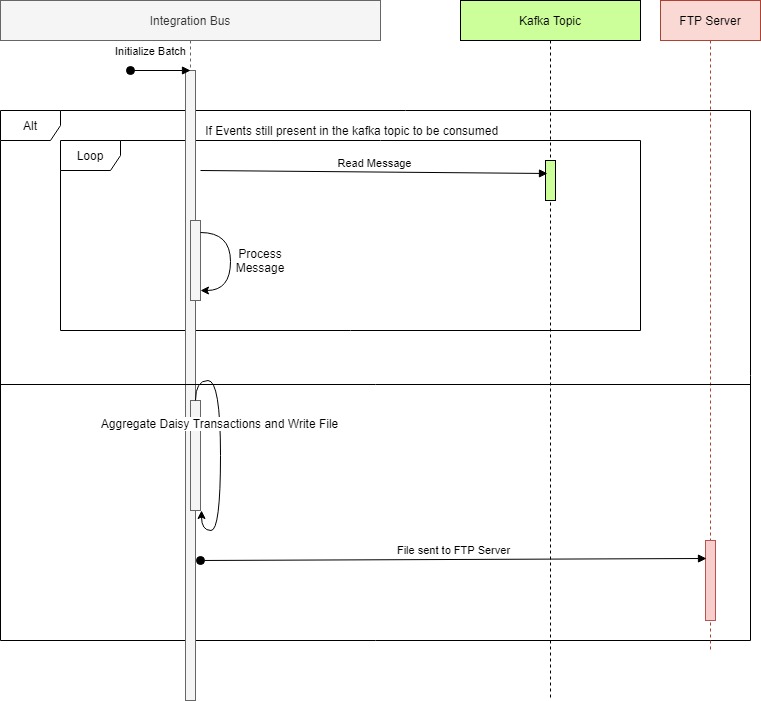 Integration Bus
Kafka Topic
FTP Server
Initialize Batch
Alt
If Events still present in the kafka topic to be consumed
Loop
Read Message
Process
Message
Aggregate Daisy Transactions and Write File
File sent to FTP Server